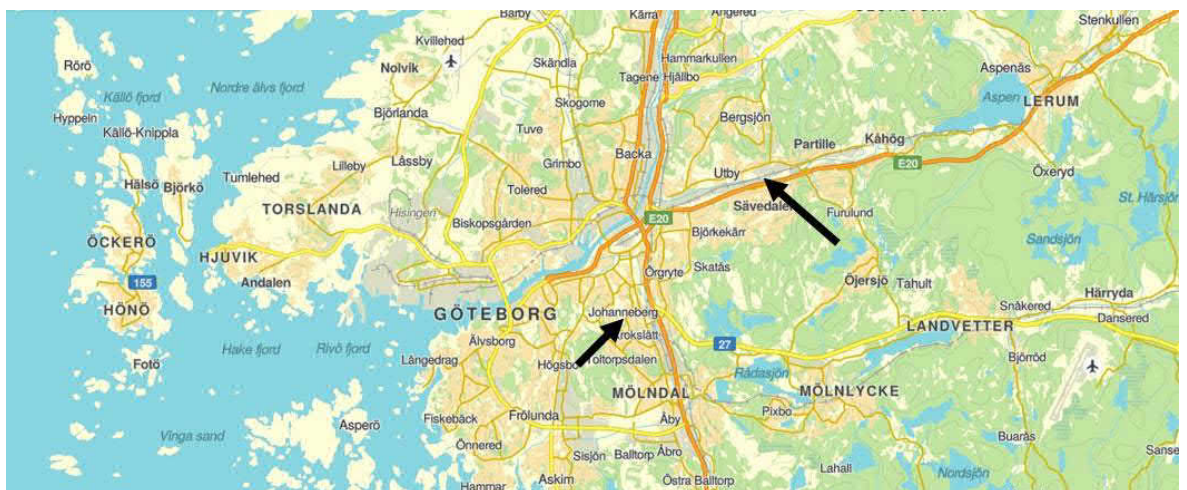 Barby
Kärra
Angered
Stenkullen
Kvillehed
Nolvik
Skändla
Hammarkullen
Rörö
Tagene
Hjällbo
Aspenås
Nordre älvs fjord
Källö fjord
Skogome
Aspen
LERUM
Hyppeln
Björlanda
Bergsjön
Källö-Knippla
Tuve
Partille
Kåhög
Backa
E20
Lilleby
Låssby
Grimbo
Utby
Öxeryd
Tumlehed
Hälsö
Björkö
Tolered
St. Härsjön
TORSLANDA
Hisingen
Sävedalen
Furulund
Biskopsgården
E20
Björkekärr
ÖCKERÖ
Sandsjön
HJUVIK
Örgryte
Skatås
155
Andalen
Öjersjö
Tahult
HÖNÖ
GÖTEBORG
Johanneberg
Snåkered
Härryda
Dansered
LANDVETTER
Krokslätt
Hake fjord
Rivö fjord
Älvsborg
27
Fotö
Långedrag
Högsbo
Toltorpsdalen
Björröd
Rådasjön
MÖLNDAL
MÖLNLYCKE
Fiskebäck
Frölunda
Pixbo
Asperö
Åby
Vinga sand
Önnered
Buarås
Sisjön
Balltorp
Åbro
Lahall
Hammar
Askim
Östra Balltorp
Nordsjön